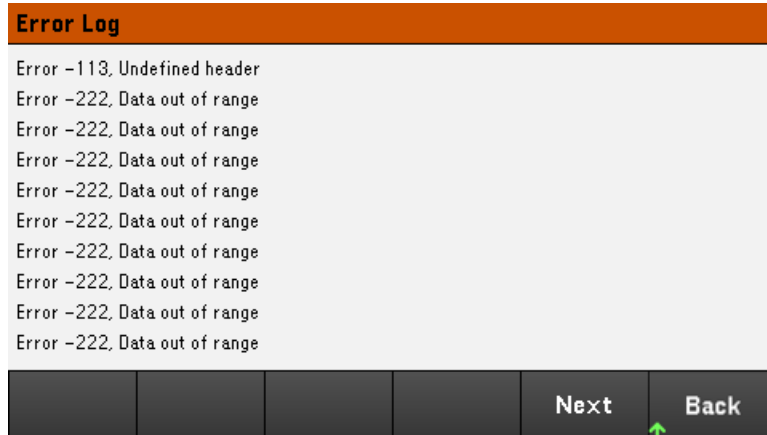 Error Log
Error -113, Undefined header
Error -222, Data out of range
Error -222, Data out of range
Error -222, Data out of range
Error -222, Data out of range
Error -222, Data out of range
Error -222, Data out of range
Error -222, Data out of range
Error -222, Data out of range
Error -222, Data out of range
Next
Back